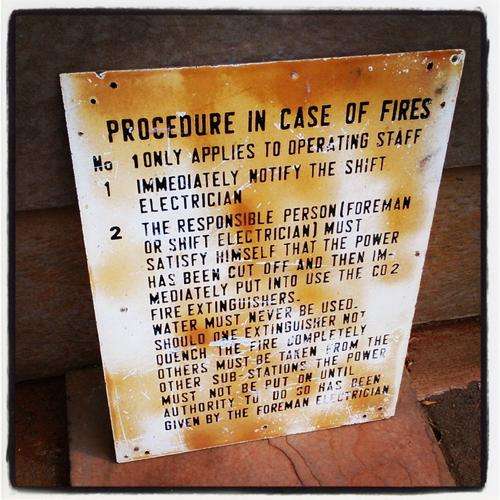 PROCEDURE IN CASE OF FIRES
No 1 ONLY APPLIES TO OPERATING STAFF
1 IMMEDIATELY NOTIFY THE SHIFT
ELECTRICIAN
2 THE RESPONSIBLE PERSON (FOREMAN
OR SHIFT ELECTRICIAN) MUST
SATISFY HIMSELF THAT THE POWER
HAS BEEN CUT OFF AND THEN IM-
MEDIATELY PUT INTO USE THE CO2
FIRE EXTINGUISHERS.
WATER MUST NEVER BE USED.
SHOULD ONE EXTINGUISHER NOT
QUENCH THE FIRE COMPLETELY
OTHERS MUST BE TAKEN FROM THE
OTHER SUB-STATIONS THE POWER
MUST NOT BE PUT ON UNTIL
AUTHORITY TO DO SO HAS BEEN
GIVEN BY THE FOREMAN ELECTRICIAN